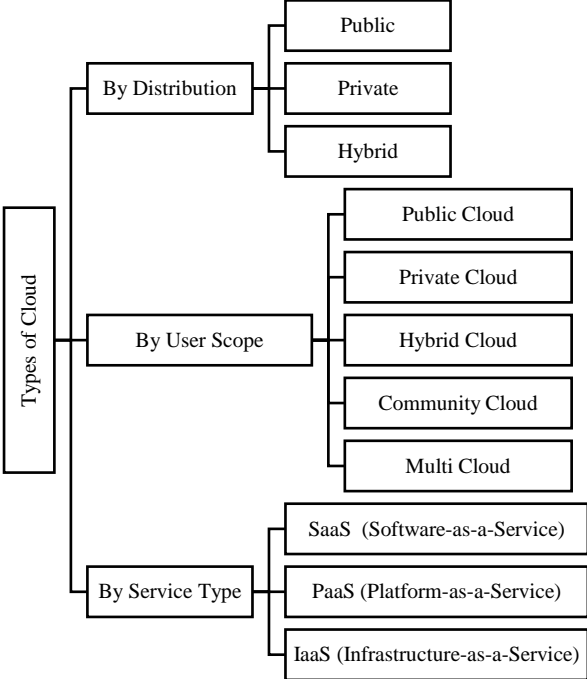 Types of Cloud
By Distribution
Public
Private
Hybrid
By User Scope
Public Cloud
Private Cloud
Hybrid Cloud
Community Cloud
Multi Cloud
By Service Type
SaaS (Software-as-a-Service)
PaaS (Platform-as-a-Service)
IaaS (Infrastructure-as-a-Service)